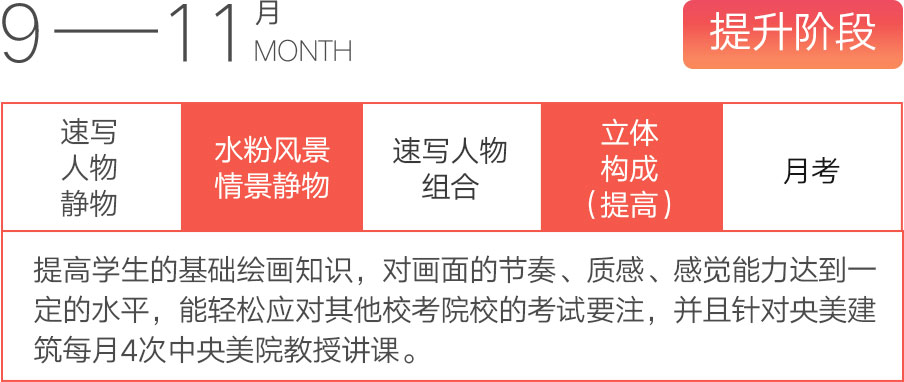 9——11月
MONTH
提升阶段
速写
人物
静物
水粉风景
情景静物
速写人物
组合
立体
构成
（提高）
月考
提高学生的基础绘画知识，对画面的节奏、质感、感觉能力达到一
定的水平，能轻松应对其他校考院校的考试要注，并且针对央美建
筑每月4次中央美院教授讲课。